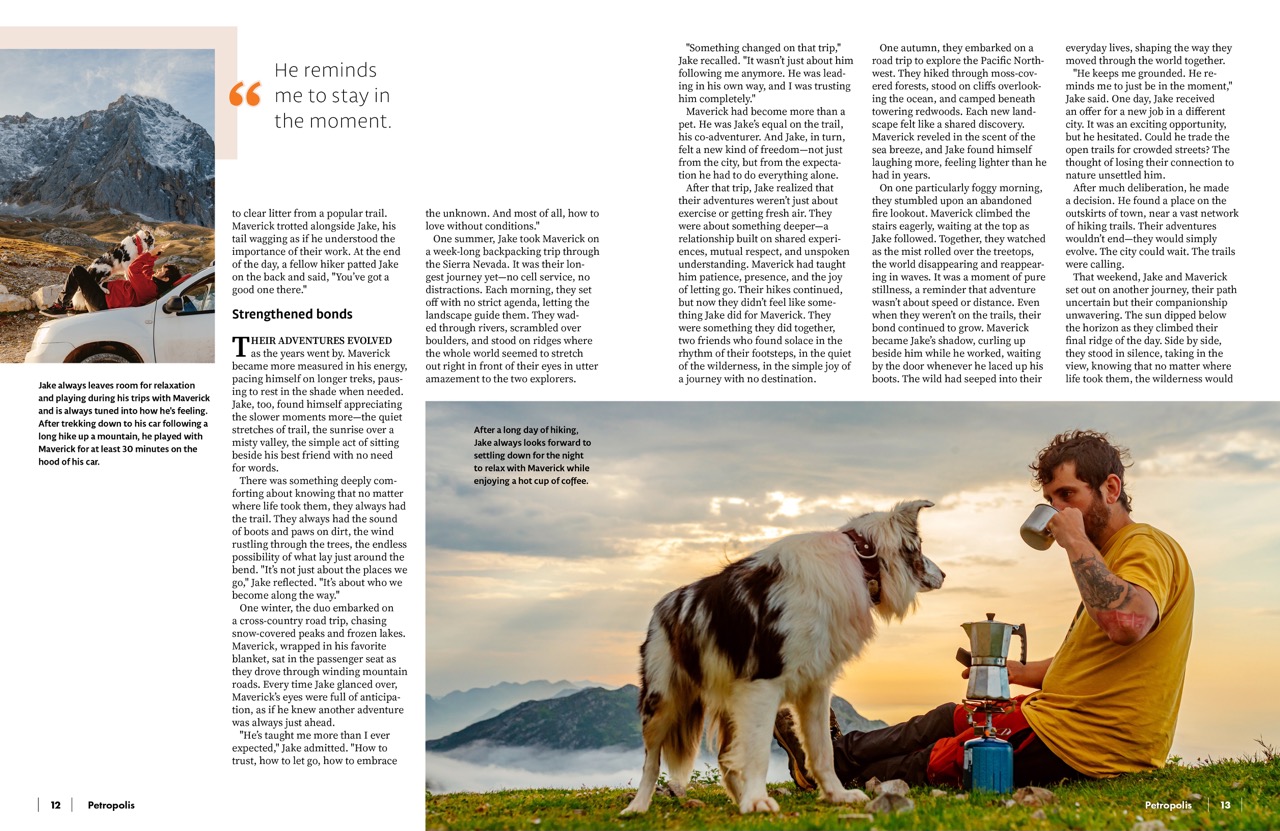 “
He reminds
me to stay in
the moment.
to clear litter from a popular trail.
Maverick trotted alongside Jake, his
tail wagging as if he understood the
importance of their work. At the end
of the day, a fellow hiker patted Jake
on the back and said, "You've got a
good one there."
Strengthened bonds
THEIR ADVENTURES EVOLVED
as the years went by. Maverick
became more measured in his energy,
pacing himself on longer treks, paus-
ing to rest in the shade when needed.
Jake, too, found himself appreciating
the slower moments more—the quiet
stretches of trail, the sunrise over a
misty valley, the simple act of sitting
beside his best friend with no need
for words.
There was something deeply com-
forting about knowing that no matter
where life took them, they always had
the trail. They always had the sound
of boots and paws on dirt, the wind
rustling through the trees, the endless
possibility of what lay just around the
bend. "It's not just about the places we
go," Jake reflected. "It's about who we
become along the way."
One winter, the duo embarked on
a cross-country road trip, chasing
snow-covered peaks and frozen lakes.
Maverick, wrapped in his favorite
blanket, sat in the passenger seat as
they drove through winding mountain
roads. Every time Jake glanced over,
Maverick's eyes were full of anticipa-
tion, as if he knew another adventure
was always just ahead.
"He's taught me more than I ever
expected," Jake admitted. "How to
trust, how to let go, how to embrace
the unknown. And most of all, how to
love without conditions."
One summer, Jake took Maverick on
a week-long backpacking trip through
the Sierra Nevada. It was their lon-
gest journey yet—no cell service, no
distractions. Each morning, they set
off with no strict agenda, letting the
landscape guide them. They wad-
ed through rivers, scrambled over
boulders, and stood on ridges where
the whole world seemed to stretch
out right in front of their eyes in utter
amazement to the two explorers.
Jake always leaves room for relaxation
and playing during his trips with Maverick
and is always tuned into how he's feeling.
After trekking down to his car following a
long hike up a mountain, he played with
Maverick for at least 30 minutes on the
hood of his car.
12
Petropolis
"Something changed on that trip,"
Jake recalled. "It wasn't just about him
following me anymore. He was lead-
ing in his own way, and I was trusting
him completely."
Maverick had become more than a
pet. He was Jake's equal on the trail,
his co-adventurer. And Jake, in turn,
felt a new kind of freedom—not just
from the city, but from the expecta-
tion he had to do everything alone.
After that trip, Jake realized that
their adventures weren't just about
exercise or getting fresh air. They
were about something deeper—a
relationship built on shared experi-
ences, mutual respect, and unspoken
understanding. Maverick had taught
him patience, presence, and the joy
of letting go. Their hikes continued,
but now they didn't feel like some-
thing Jake did for Maverick. They
were something they did together,
two friends who found solace in the
rhythm of their footsteps, in the quiet
of the wilderness, in the simple joy of
a journey with no destination.
One autumn, they embarked on a
road trip to explore the Pacific North-
west. They hiked through moss-cov-
ered forests, stood on cliffs overlook-
ing the ocean, and camped beneath
towering redwoods. Each new land-
scape felt like a shared discovery.
Maverick reveled in the scent of the
sea breeze, and Jake found himself
laughing more, feeling lighter than he
had in years.
On one particularly foggy morning,
they stumbled upon an abandoned
fire lookout. Maverick climbed the
stairs eagerly, waiting at the top as
Jake followed. Together, they watched
as the mist rolled over the treetops,
the world disappearing and reappear-
ing in waves. It was a moment of pure
stillness, a reminder that adventure
wasn't about speed or distance. Even
when they weren't on the trails, their
bond continued to grow. Maverick
became Jake's shadow, curling up
beside him while he worked, waiting
by the door whenever he laced up his
boots. The wild had seeped into their
everyday lives, shaping the way they
moved through the world together.
"He keeps me grounded. He re-
minds me to just be in the moment,"
Jake said. One day, Jake received
an offer for a new job in a different
city. It was an exciting opportunity,
but he hesitated. Could he trade the
open trails for crowded streets? The
thought of losing their connection to
nature unsettled him.
After much deliberation, he made
a decision. He found a place on the
outskirts of town, near a vast network
of hiking trails. Their adventures
wouldn't end—they would simply
evolve. The city could wait. The trails
were calling.
That weekend, Jake and Maverick
set out on another journey, their path
uncertain but their companionship
unwavering. The sun dipped below
the horizon as they climbed their
final ridge of the day. Side by side,
they stood in silence, taking in the
view, knowing that no matter where
life took them, the wilderness would
After a long day of hiking,
Jake always looks forward to
settling down for the night
to relax with Maverick while
enjoying a hot cup of coffee.
Petropolis
13